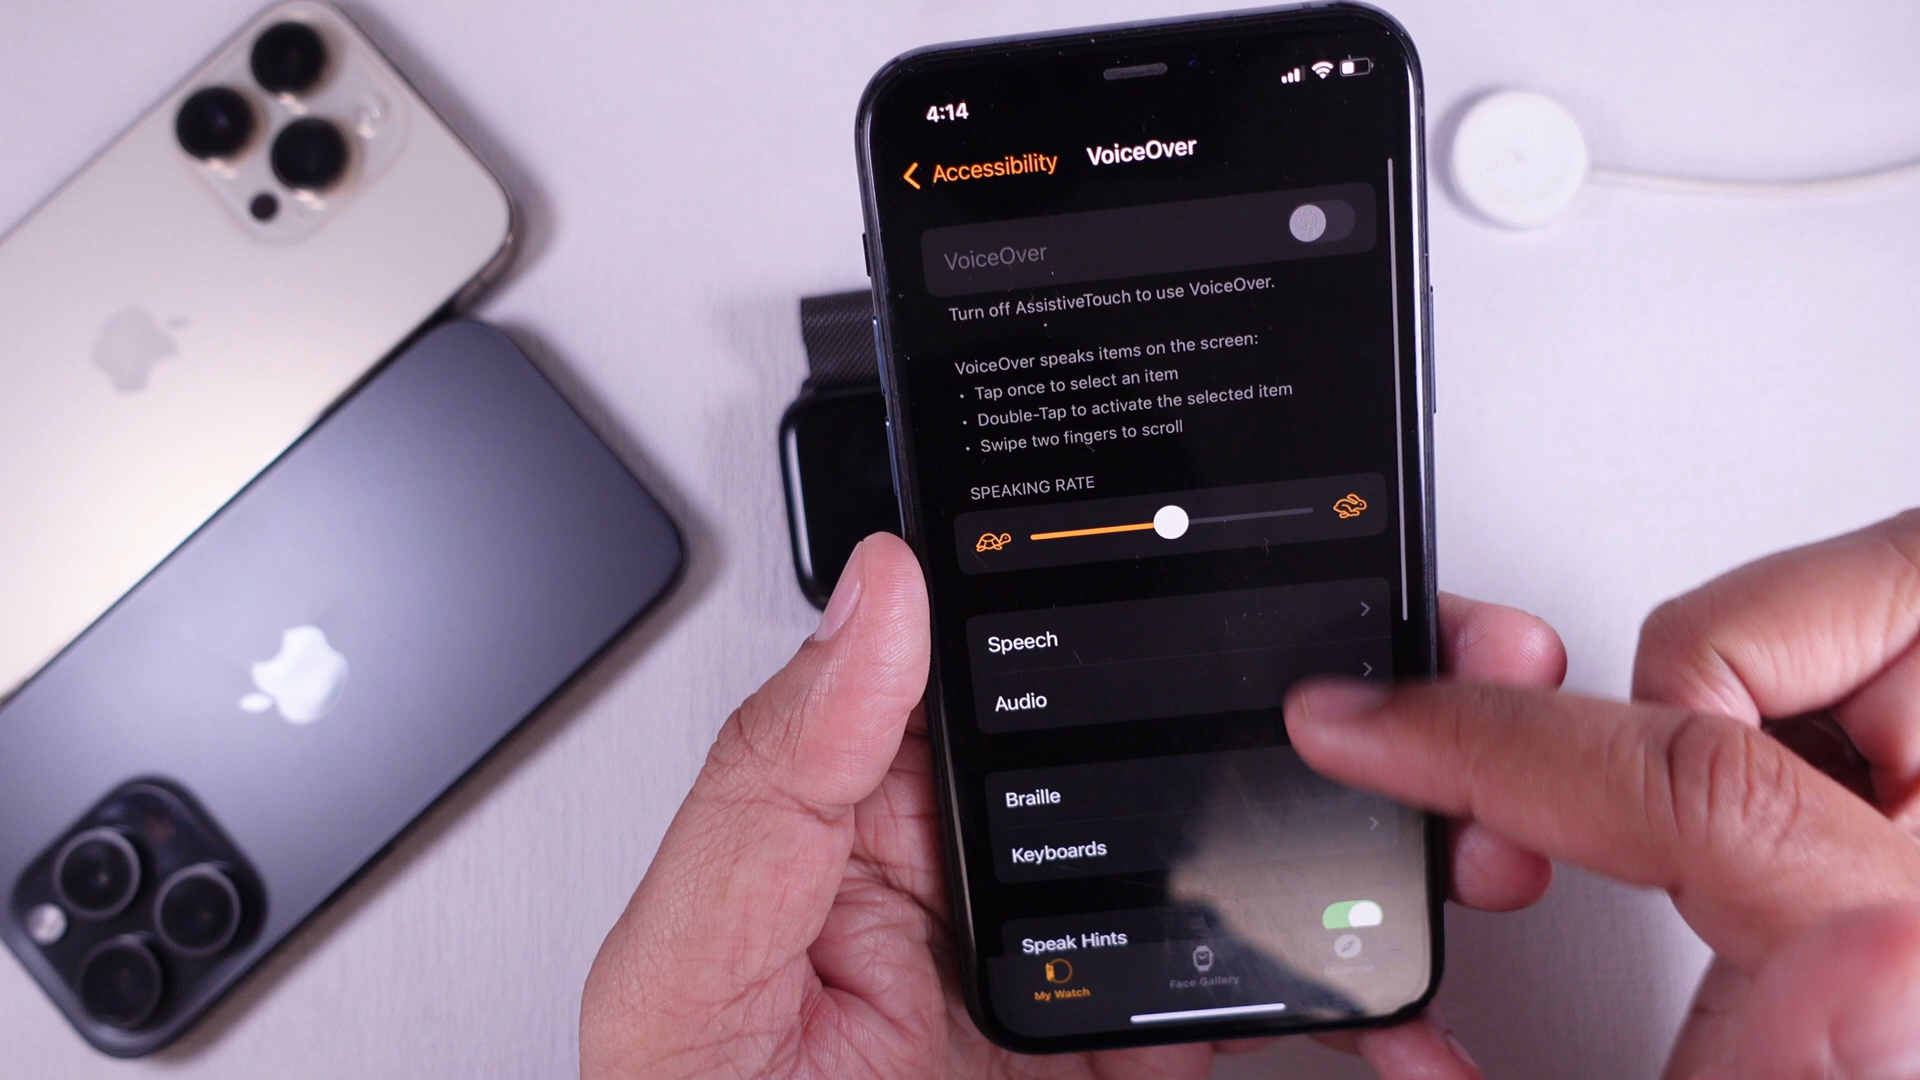 4:14
Accessibility
VoiceOver
VoiceOver
Turn off AssistiveTouch to use VoiceOver.
VoiceOver speaks items on the screen:
• Tap once to select an item
• Double-Tap to activate the selected item
• Swipe two fingers to scroll
SPEAKING RATE
Speech
Audio
Braille
Keyboards
Speak Hints
My Watch
Face Gallery
Discover